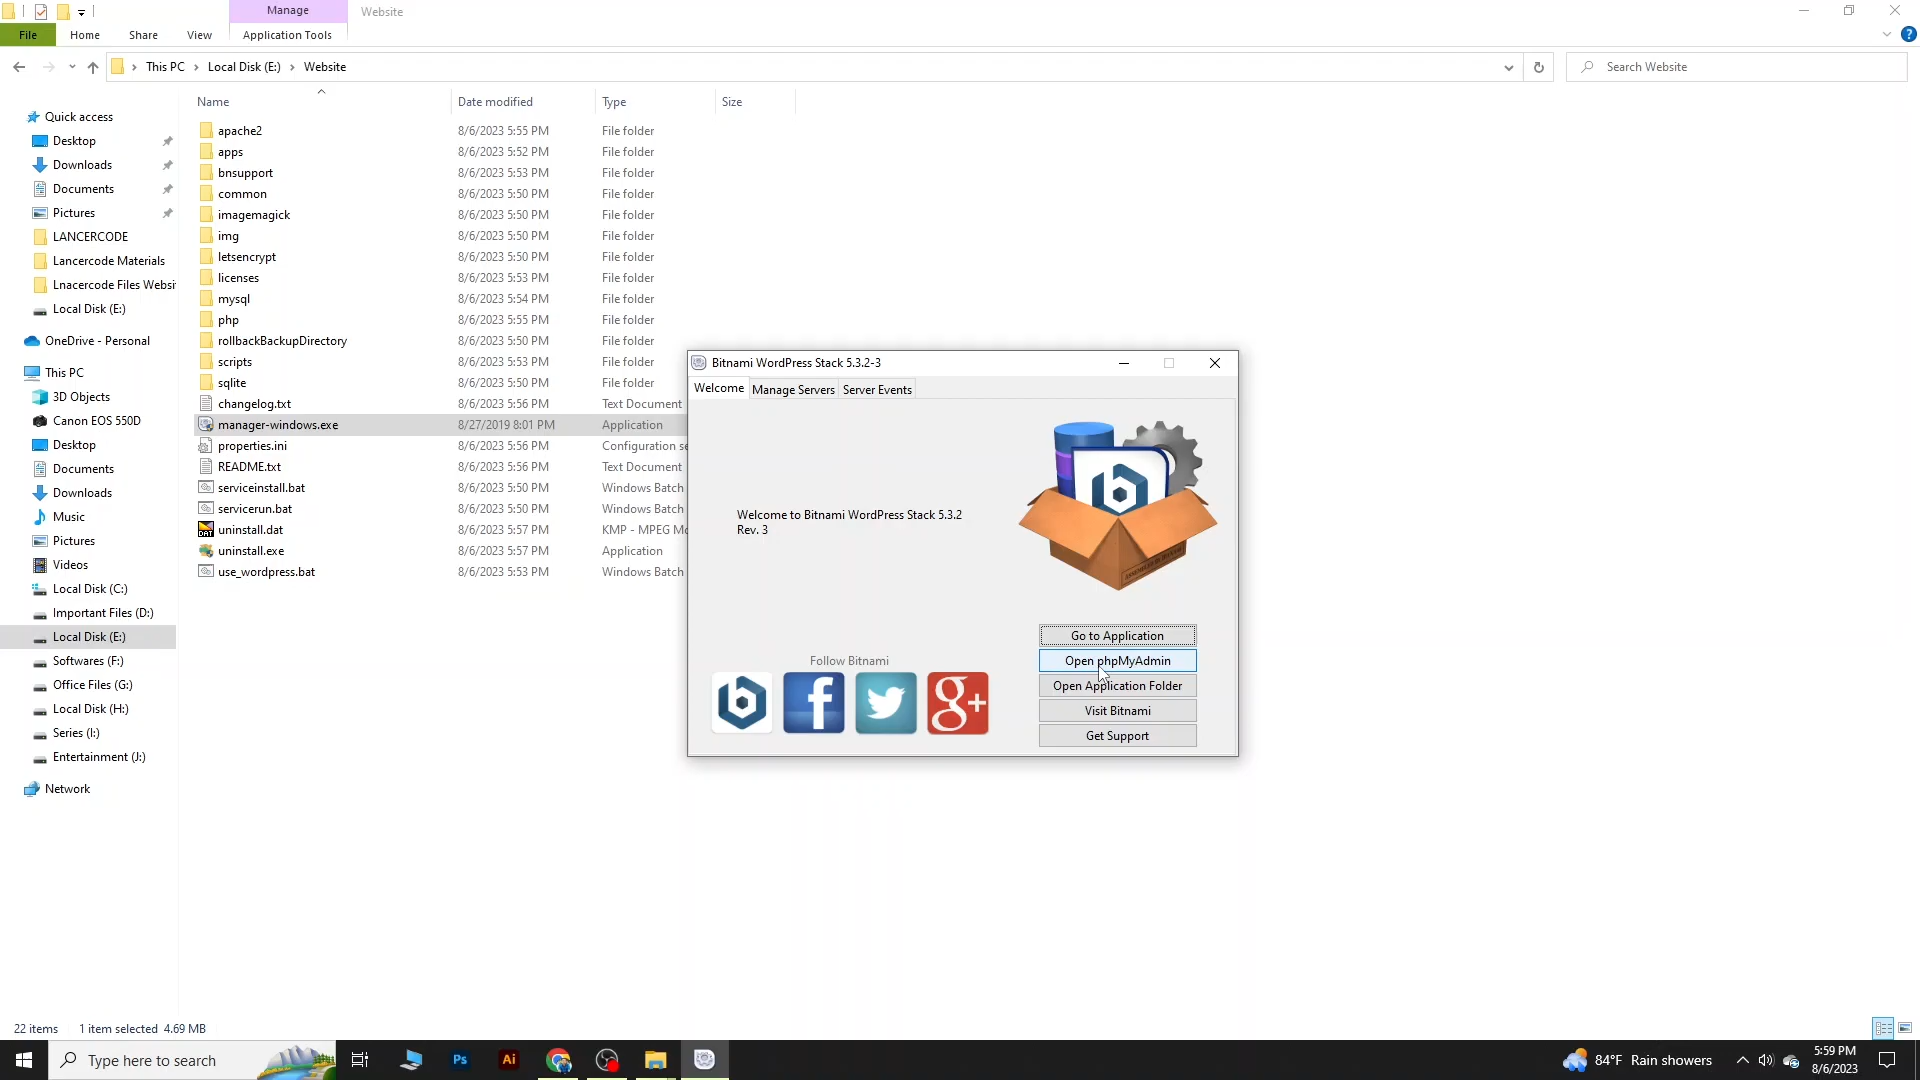 Manage
Website
File
Home
Share
View
Application Tools
This PC
Local Disk (E:)
Website
Search Website
Name
Date modified
Type
Size
Quick access
Desktop
Downloads
Documents
Pictures
LANCERCODE
Lancercode Materials
Lnacercode Files Websi
Local Disk (E:)
OneDrive - Personal
This PC
3D Objects
Canon EOS 550D
Desktop
Documents
Downloads
Music
Pictures
Videos
Local Disk (C:)
Important Files (D:)
Local Disk (E:)
Softwares (F:)
Office Files (G:)
Local Disk (H:)
Series (I:)
Entertainment (J:)
Network
apache2 8/6/2023 5:55 PM File folder
apps 8/6/2023 5:52 PM File folder
bnsupport 8/6/2023 5:53 PM File folder
common 8/6/2023 5:50 PM File folder
imagemagick 8/6/2023 5:50 PM File folder
img 8/6/2023 5:50 PM File folder
letsencrypt 8/6/2023 5:50 PM File folder
licenses 8/6/2023 5:53 PM File folder
mysql 8/6/2023 5:54 PM File folder
php 8/6/2023 5:55 PM File folder
rollbackBackupDirectory 8/6/2023 5:50 PM File folder
scripts 8/6/2023 5:53 PM File folder
sqlite 8/6/2023 5:50 PM File folder
changelog.txt 8/6/2023 5:56 PM Text Document
manager-windows.exe 8/27/2019 8:01 PM Application
properties.ini 8/6/2023 5:56 PM Configuration se
README.txt 8/6/2023 5:56 PM Text Document
serviceinstall.bat 8/6/2023 5:50 PM Windows Batch
servicerun.bat 8/6/2023 5:50 PM Windows Batch
uninstall.dat 8/6/2023 5:57 PM KMP - MPEG Mo
uninstall.exe 8/6/2023 5:57 PM Application
use_wordpress.bat 8/6/2023 5:53 PM Windows Batch
Bitnami WordPress Stack 5.3.2-3
Welcome
Manage Servers
Server Events
Welcome to Bitnami WordPress Stack 5.3.2
Rev. 3
Go to Application
Open phpMyAdmin
Open Application Folder
Visit Bitnami
Get Support
Follow Bitnami
22 items
1 item selected 4.69 MB
Type here to search
Ps
Ai
84°F Rain showers
5:59 PM
8/6/2023